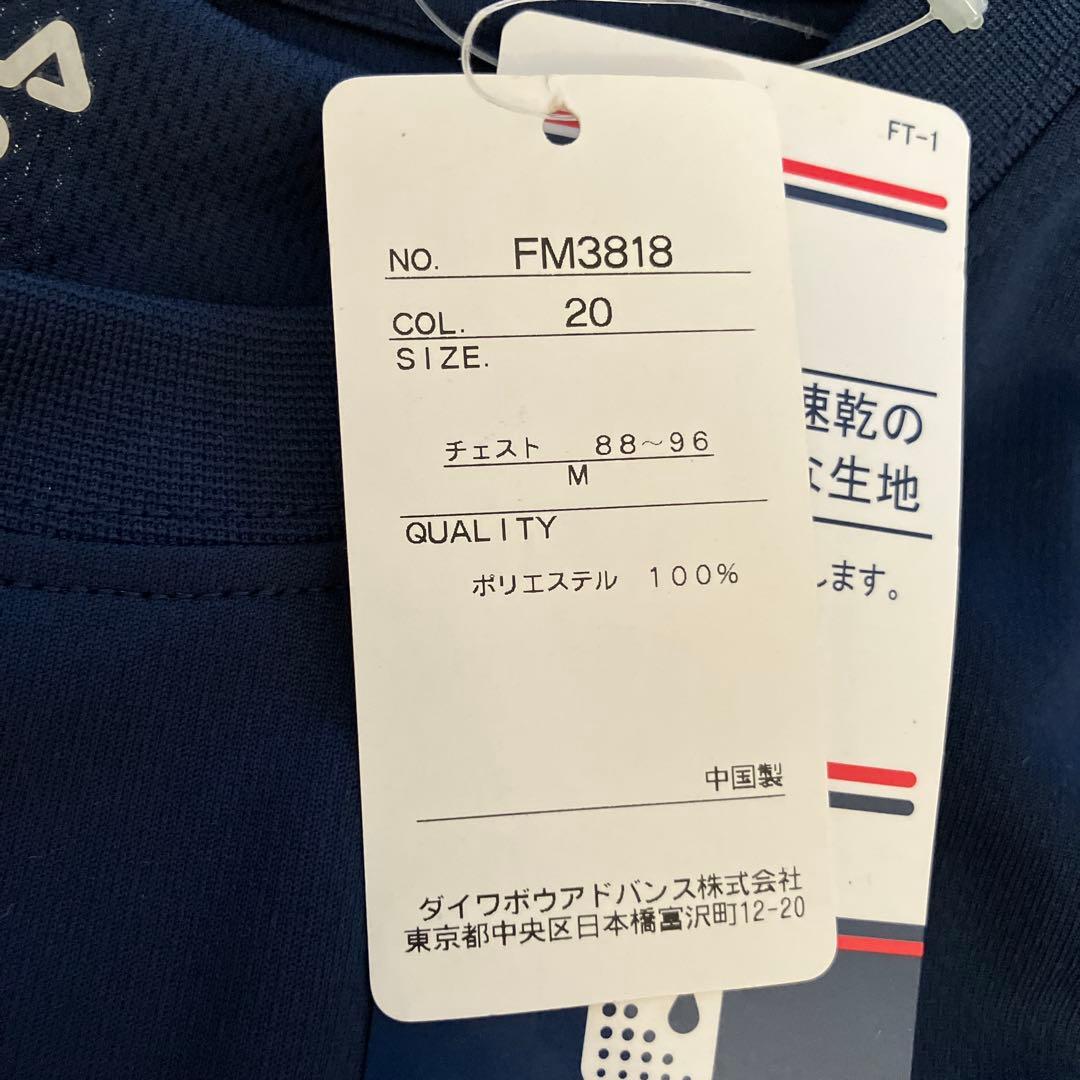 FT-1
NO. FM3818
COL. 20
SIZE.
チェスト 88~96
M
QUALITY
ポリエステル 100%
中国製
ダイワボウアドバンス株式会社
東京都中央区日本橋富沢町12-20
速乾の
生地
します。